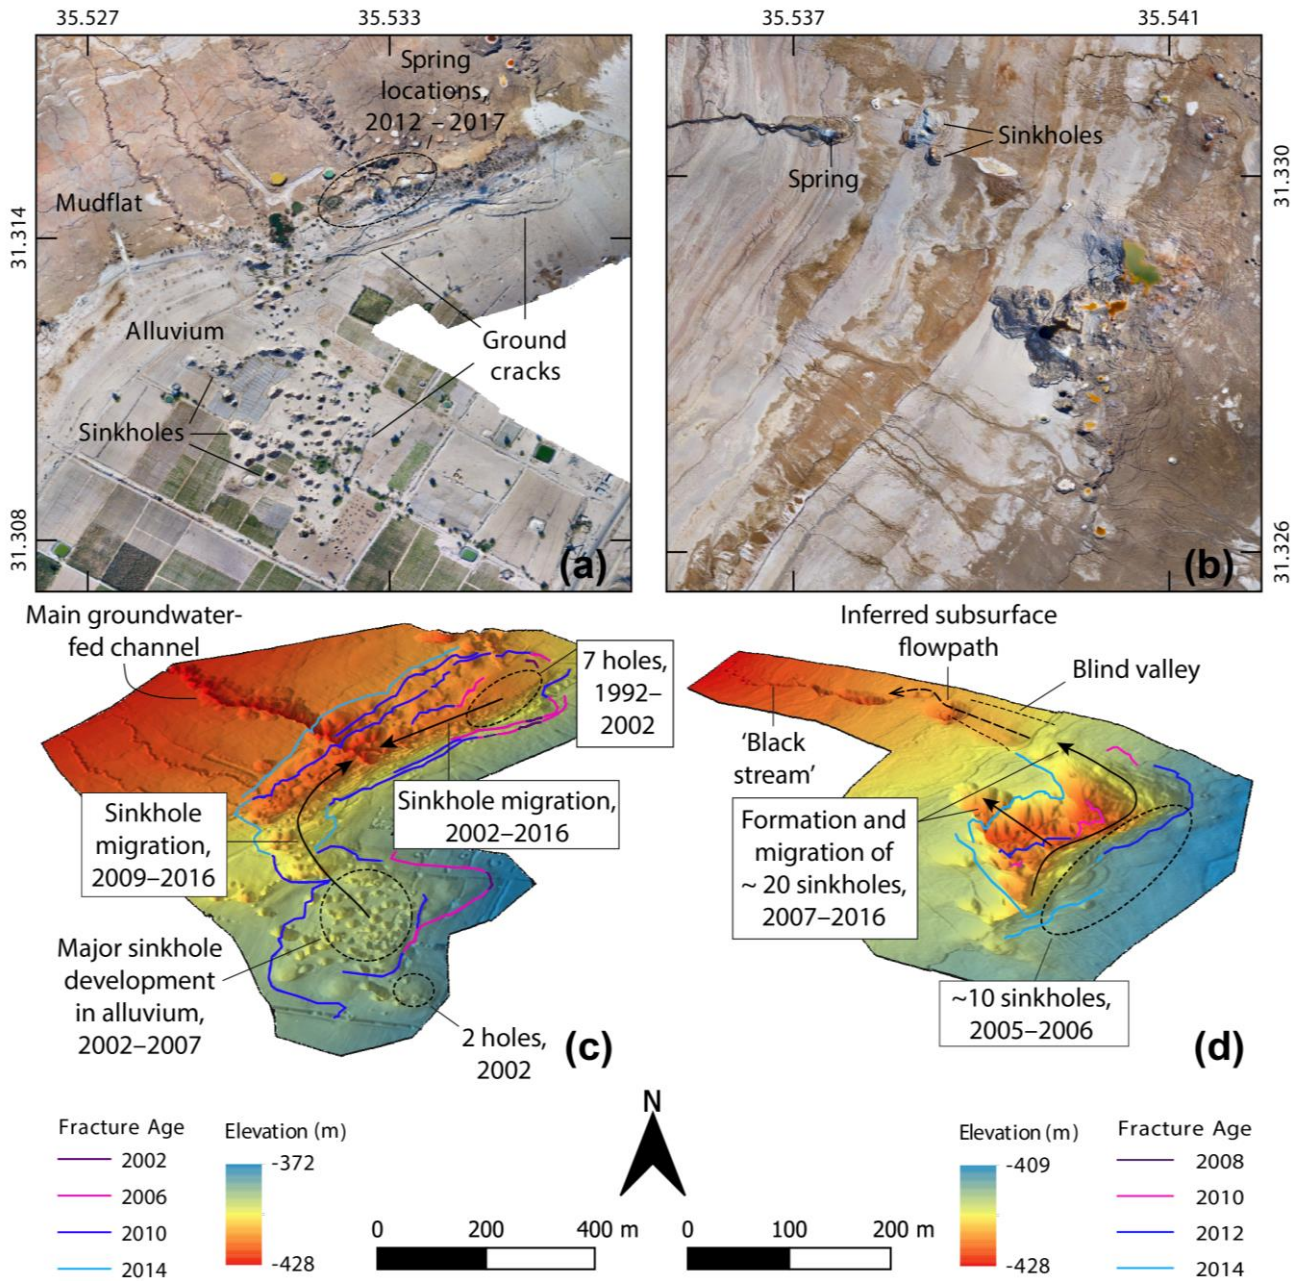 35.527
35.533
35.537
35.541
Spring
locations,
2012 – 2017
Mudflat
31.314
Alluvium
Ground
cracks
Sinkholes
31.308
(a)
Sinkholes
Spring
31.330
31.326
(b)
Main groundwater-
fed channel
7 holes,
1992–
2002
Sinkhole
migration,
2009–2016
Sinkhole migration,
2002–2016
Major sinkhole
development
in alluvium,
2002–2007
2 holes,
2002
(c)
Inferred subsurface
flowpath
Blind valley
‘Black
stream’
Formation and
migration of
~ 20 sinkholes,
2007–2016
~10 sinkholes,
2005–2006
(d)
Fracture Age
2002
2006
2010
2014
Elevation (m)
-372
-428
N
0 200 400 m
0 100 200 m
Elevation (m)
-409
-428
Fracture Age
2008
2010
2012
2014